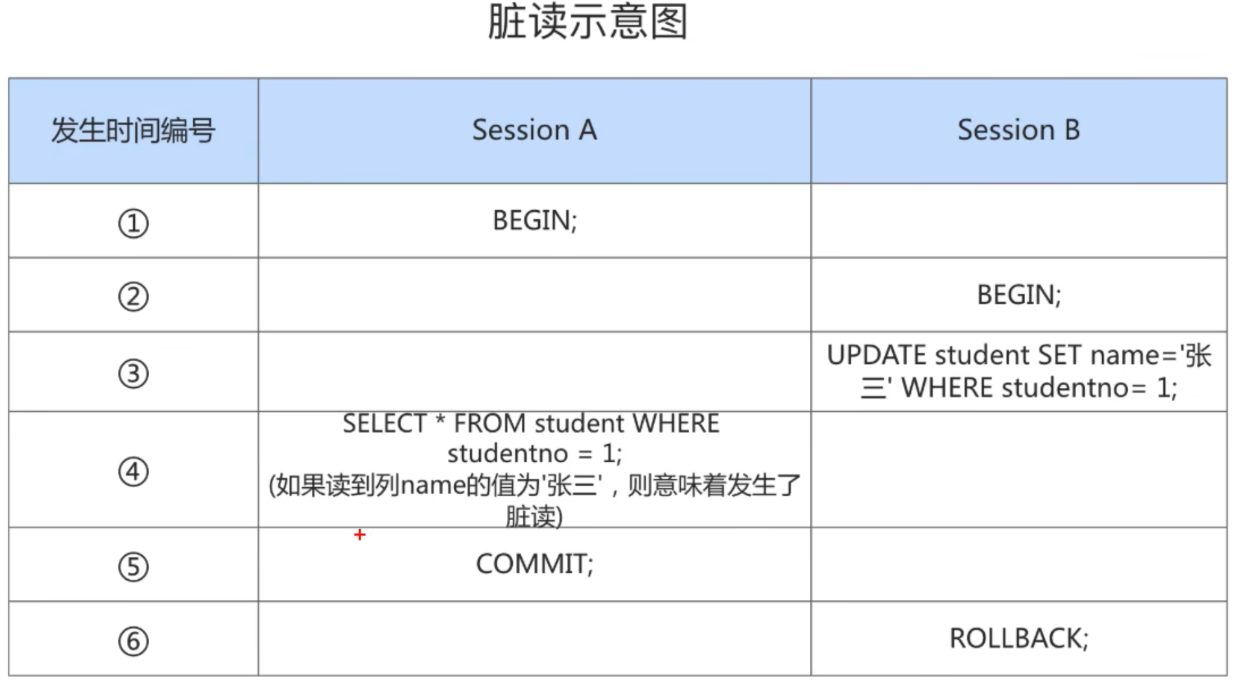 脏读示意图
发生时间编号 Session A Session B
① BEGIN;
② BEGIN;
③ UPDATE student SET name='张
三' WHERE studentno= 1;
④ SELECT * FROM student WHERE
studentno = 1;
(如果读到列name的值为'张三'，则意味着发生了
脏读)
⑤ COMMIT;
⑥ ROLLBACK;